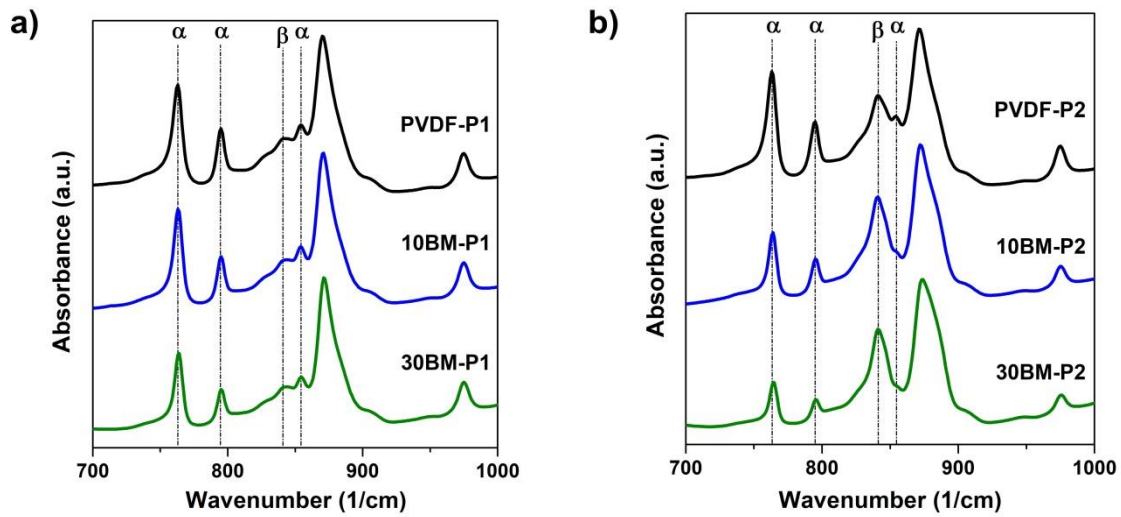 a)
α α β α
PVDF-P1
10BM-P1
30BM-P1
Absorbance (a.u.)
700 800 900 1000
Wavenumber (1/cm)
b)
α α β α
PVDF-P2
10BM-P2
30BM-P2
Absorbance (a.u.)
700 800 900 1000
Wavenumber (1/cm)